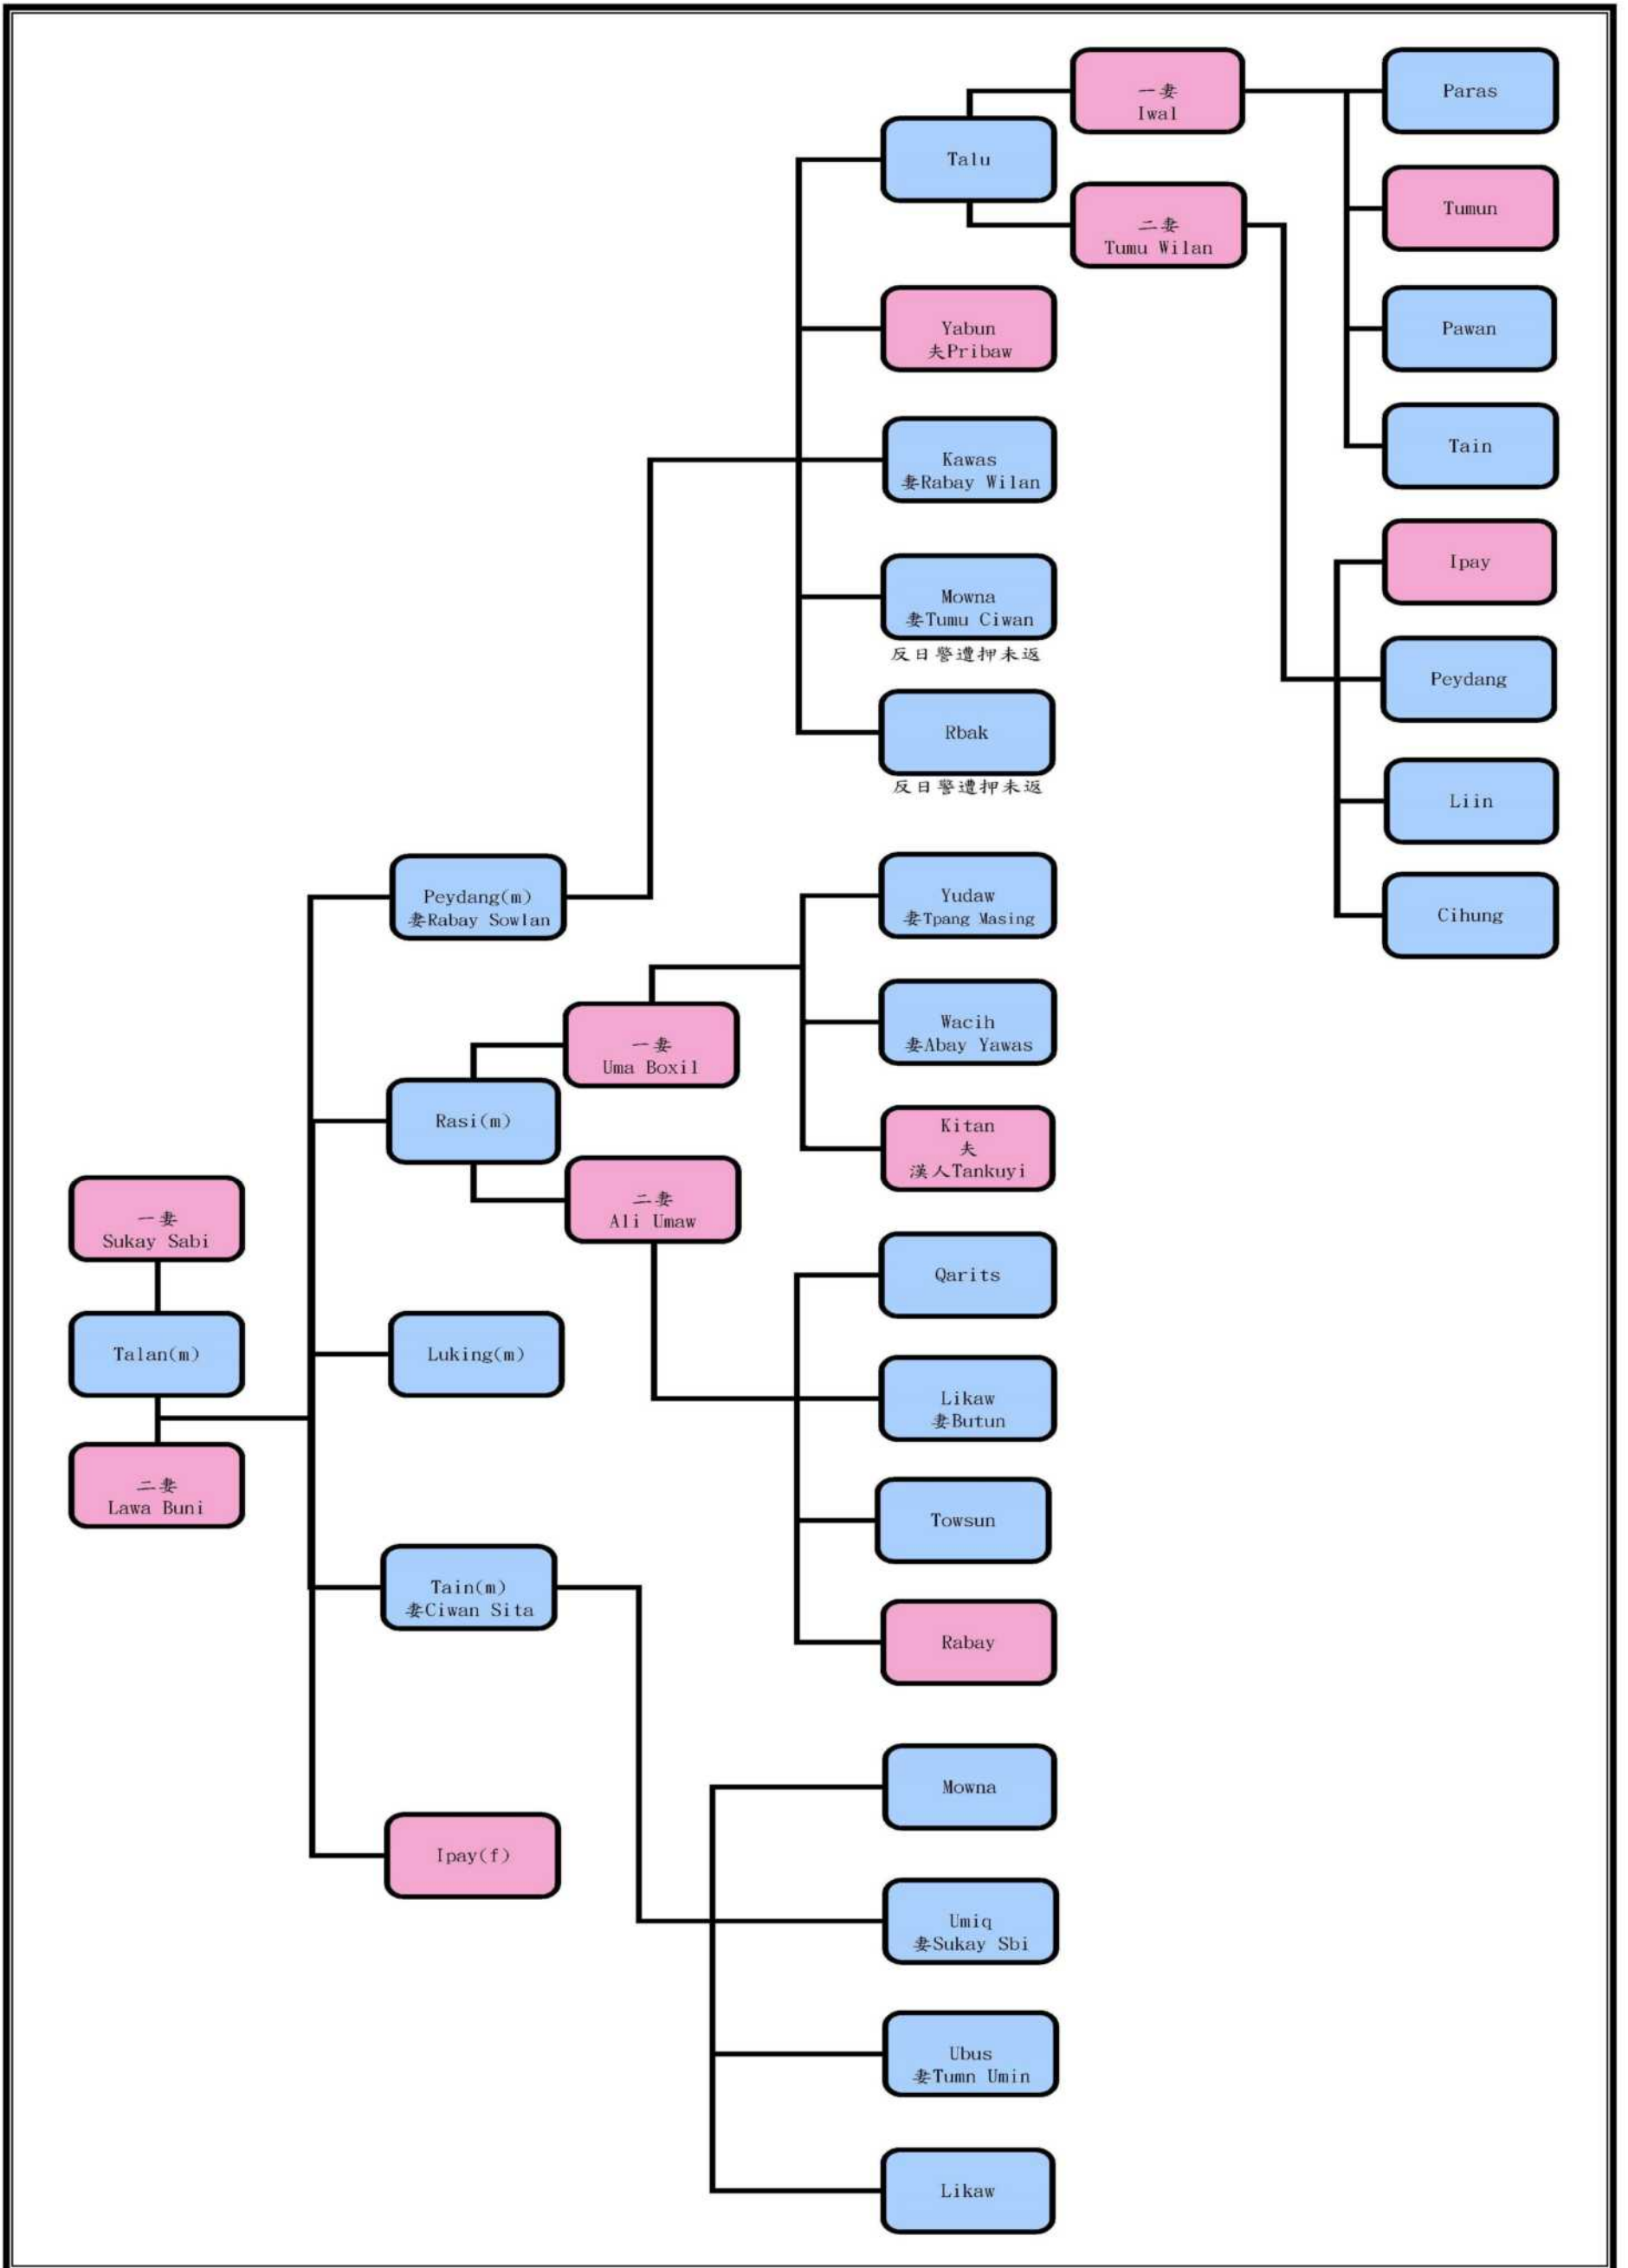 一妻
Sukay Sabi
Talan(m)
二妻
Lawa Buni
Peydang(m)
妻Rabay Sowlan
Rasi(m)
Luking(m)
Tain(m)
妻Ciwan Sita
Ipay(f)
一妻
Uma Boxil
二妻
Ali Umaw
Talu
Yabun
夫Pribaw
Kawas
妻Rabay Wilan
Mowna
妻Tumu Ciwan
反日警遭押未返
Rbak
反日警遭押未返
Yudaw
妻Tpang Masing
Wacih
妻Abay Yawas
Kitan
夫
漢人Tankuyi
Qarits
Likaw
妻Butun
Towsun
Rabay
Mowna
Umiq
妻Sukay Sbi
Ubus
妻Tumn Umin
Likaw
一妻
Iwal
二妻
Tumu Wilan
Paras
Tumun
Pawan
Tain
Ipay
Peydang
Liin
Cihung